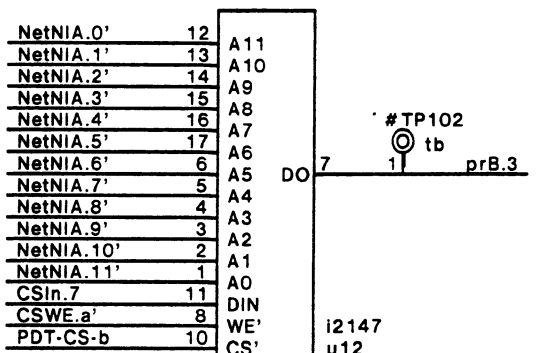 NetNIA.0' 12 A11
NetNIA.1' 13 A10
NetNIA.2' 14 A9
NetNIA.3' 15 A8
NetNIA.4' 16 A7
NetNIA.5' 17 A6
NetNIA.6' 6 A5
NetNIA.7' 5 A4
NetNIA.8' 4 A3
NetNIA.9' 3 A2
NetNIA.10' 2 A1
NetNIA.11' 1 A0
CSIn.7 11 DIN
CSWE.a' 8 WE'
PDT-CS-b 10 CS'
#TP102
tb
DO 7 1 prB.3
i2147
u12